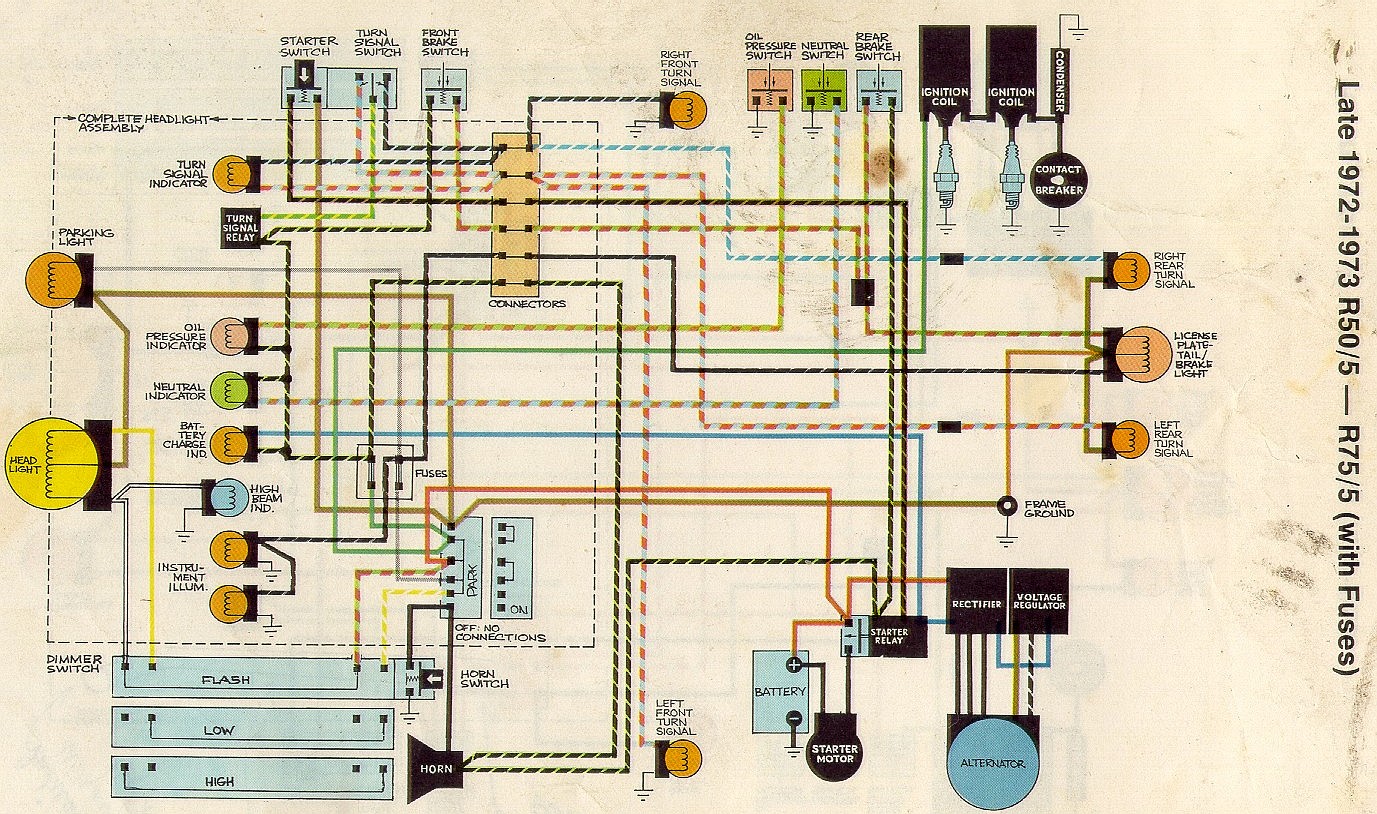 STARTER
SWITCH
TURN
SIGNAL
SWITCH
FRONT
BRAKE
SWITCH
RIGHT
FRONT
TURN
SIGNAL
OIL
PRESSURE
SWITCH
NEUTRAL
SWITCH
REAR
BRAKE
SWITCH
IGNITION
COIL
IGNITION
COIL
CONDENSER
CONTACT
BREAKER
COMPLETE HEADLIGHT
ASSEMBLY
TURN
SIGNAL
INDICATOR
TURN
SIGNAL
RELAY
PARKING
LIGHT
CONNECTORS
RIGHT
REAR
TURN
SIGNAL
OIL
PRESSURE
INDICATOR
LICENSE
PLATE-
TAIL/
BRAKE
LIGHT
NEUTRAL
INDICATOR
BAT-
TERY
CHARGE
IND.
LEFT
REAR
TURN
SIGNAL
HEAD
LIGHT
FUSES
HIGH
BEAM
IND.
FRAME
GROUND
INSTRU-
MENT
ILLUM.
PARK
ON
OFF: NO
CONNECTIONS
RECTIFIER
VOLTAGE
REGULATOR
STARTER
RELAY
DIMMER
SWITCH
FLASH
HORN
SWITCH
BATTERY
LOW
LEFT
FRONT
TURN
SIGNAL
STARTER
MOTOR
ALTERNATOR
HORN
HIGH
Late 1972-1973 R50/5 — R75/5 (with Fuses)